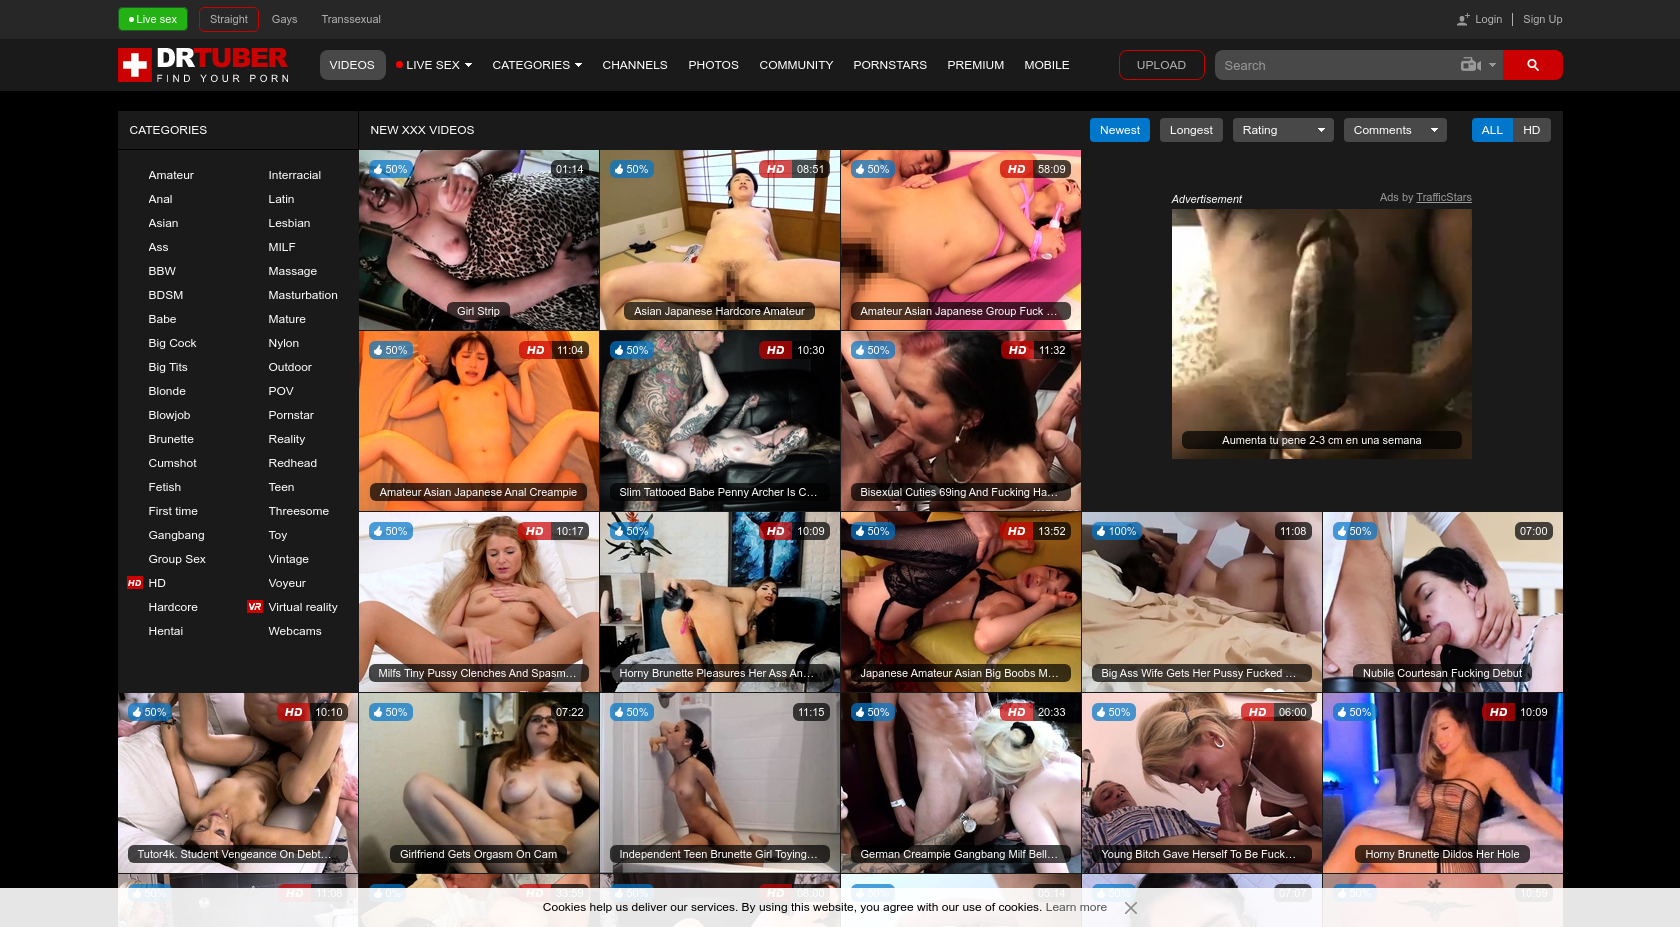 Live sex
Straight
Gays
Transsexual
Login
Sign Up
DRTUBER
FIND YOUR PORN
VIDEOS
LIVE SEX
CATEGORIES
CHANNELS
PHOTOS
COMMUNITY
PORNSTARS
PREMIUM
MOBILE
UPLOAD
Search
CATEGORIES
NEW XXX VIDEOS
Newest
Longest
Rating
Comments
ALL
HD
Amateur
Anal
Asian
Ass
BBW
BDSM
Babe
Big Cock
Big Tits
Blonde
Blowjob
Brunette
Cumshot
Fetish
First time
Gangbang
Group Sex
HD HD
Hardcore
Hentai
Interracial
Latin
Lesbian
MILF
Massage
Masturbation
Mature
Nylon
Outdoor
POV
Pornstar
Reality
Redhead
Teen
Threesome
Toy
Vintage
Voyeur
VR Virtual reality
Webcams
50% 01:14
Girl Strip
50% HD 08:51
Asian Japanese Hardcore Amateur
50% HD 58:09
Amateur Asian Japanese Group Fuck ...
Advertisement
Ads by TrafficStars
Aumenta tu pene 2-3 cm en una semana
50% HD 11:04
Amateur Asian Japanese Anal Creampie
50% HD 10:30
Slim Tattooed Babe Penny Archer Is C...
50% HD 11:32
Bisexual Cuties 69ing And Fucking Ha...
50% HD 10:17
Milfs Tiny Pussy Clenches And Spasm...
50% HD 10:09
Horny Brunette Pleasures Her Ass An...
50% HD 13:52
Japanese Amateur Asian Big Boobs M...
100% 11:08
Big Ass Wife Gets Her Pussy Fucked ...
50% 07:00
Nubile Courtesan Fucking Debut
50% HD 10:10
Tutor4k. Student Vengeance On Debt...
50% 07:22
Girlfriend Gets Orgasm On Cam
50% 11:15
Independent Teen Brunette Girl Toying...
50% HD 20:33
German Creampie Gangbang Milf Bell...
50% HD 06:00
Young Bitch Gave Herself To Be Fuck...
50% HD 10:09
Horny Brunette Dildos Her Hole
Cookies help us deliver our services. By using this website, you agree with our use of cookies. Learn more